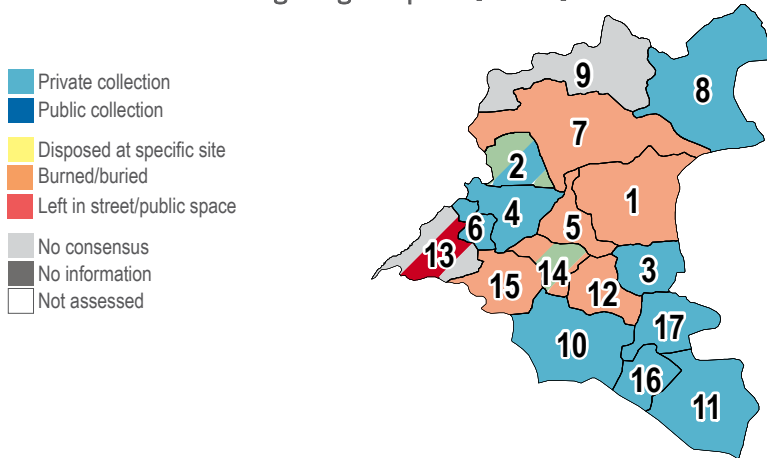 Private collection
Public collection
Disposed at specific site
Burned/buried
Left in street/public space
No consensus
No information
Not assessed
9
8
7
2
1
4
5
6
13
14
3
15
12
17
10
16
11